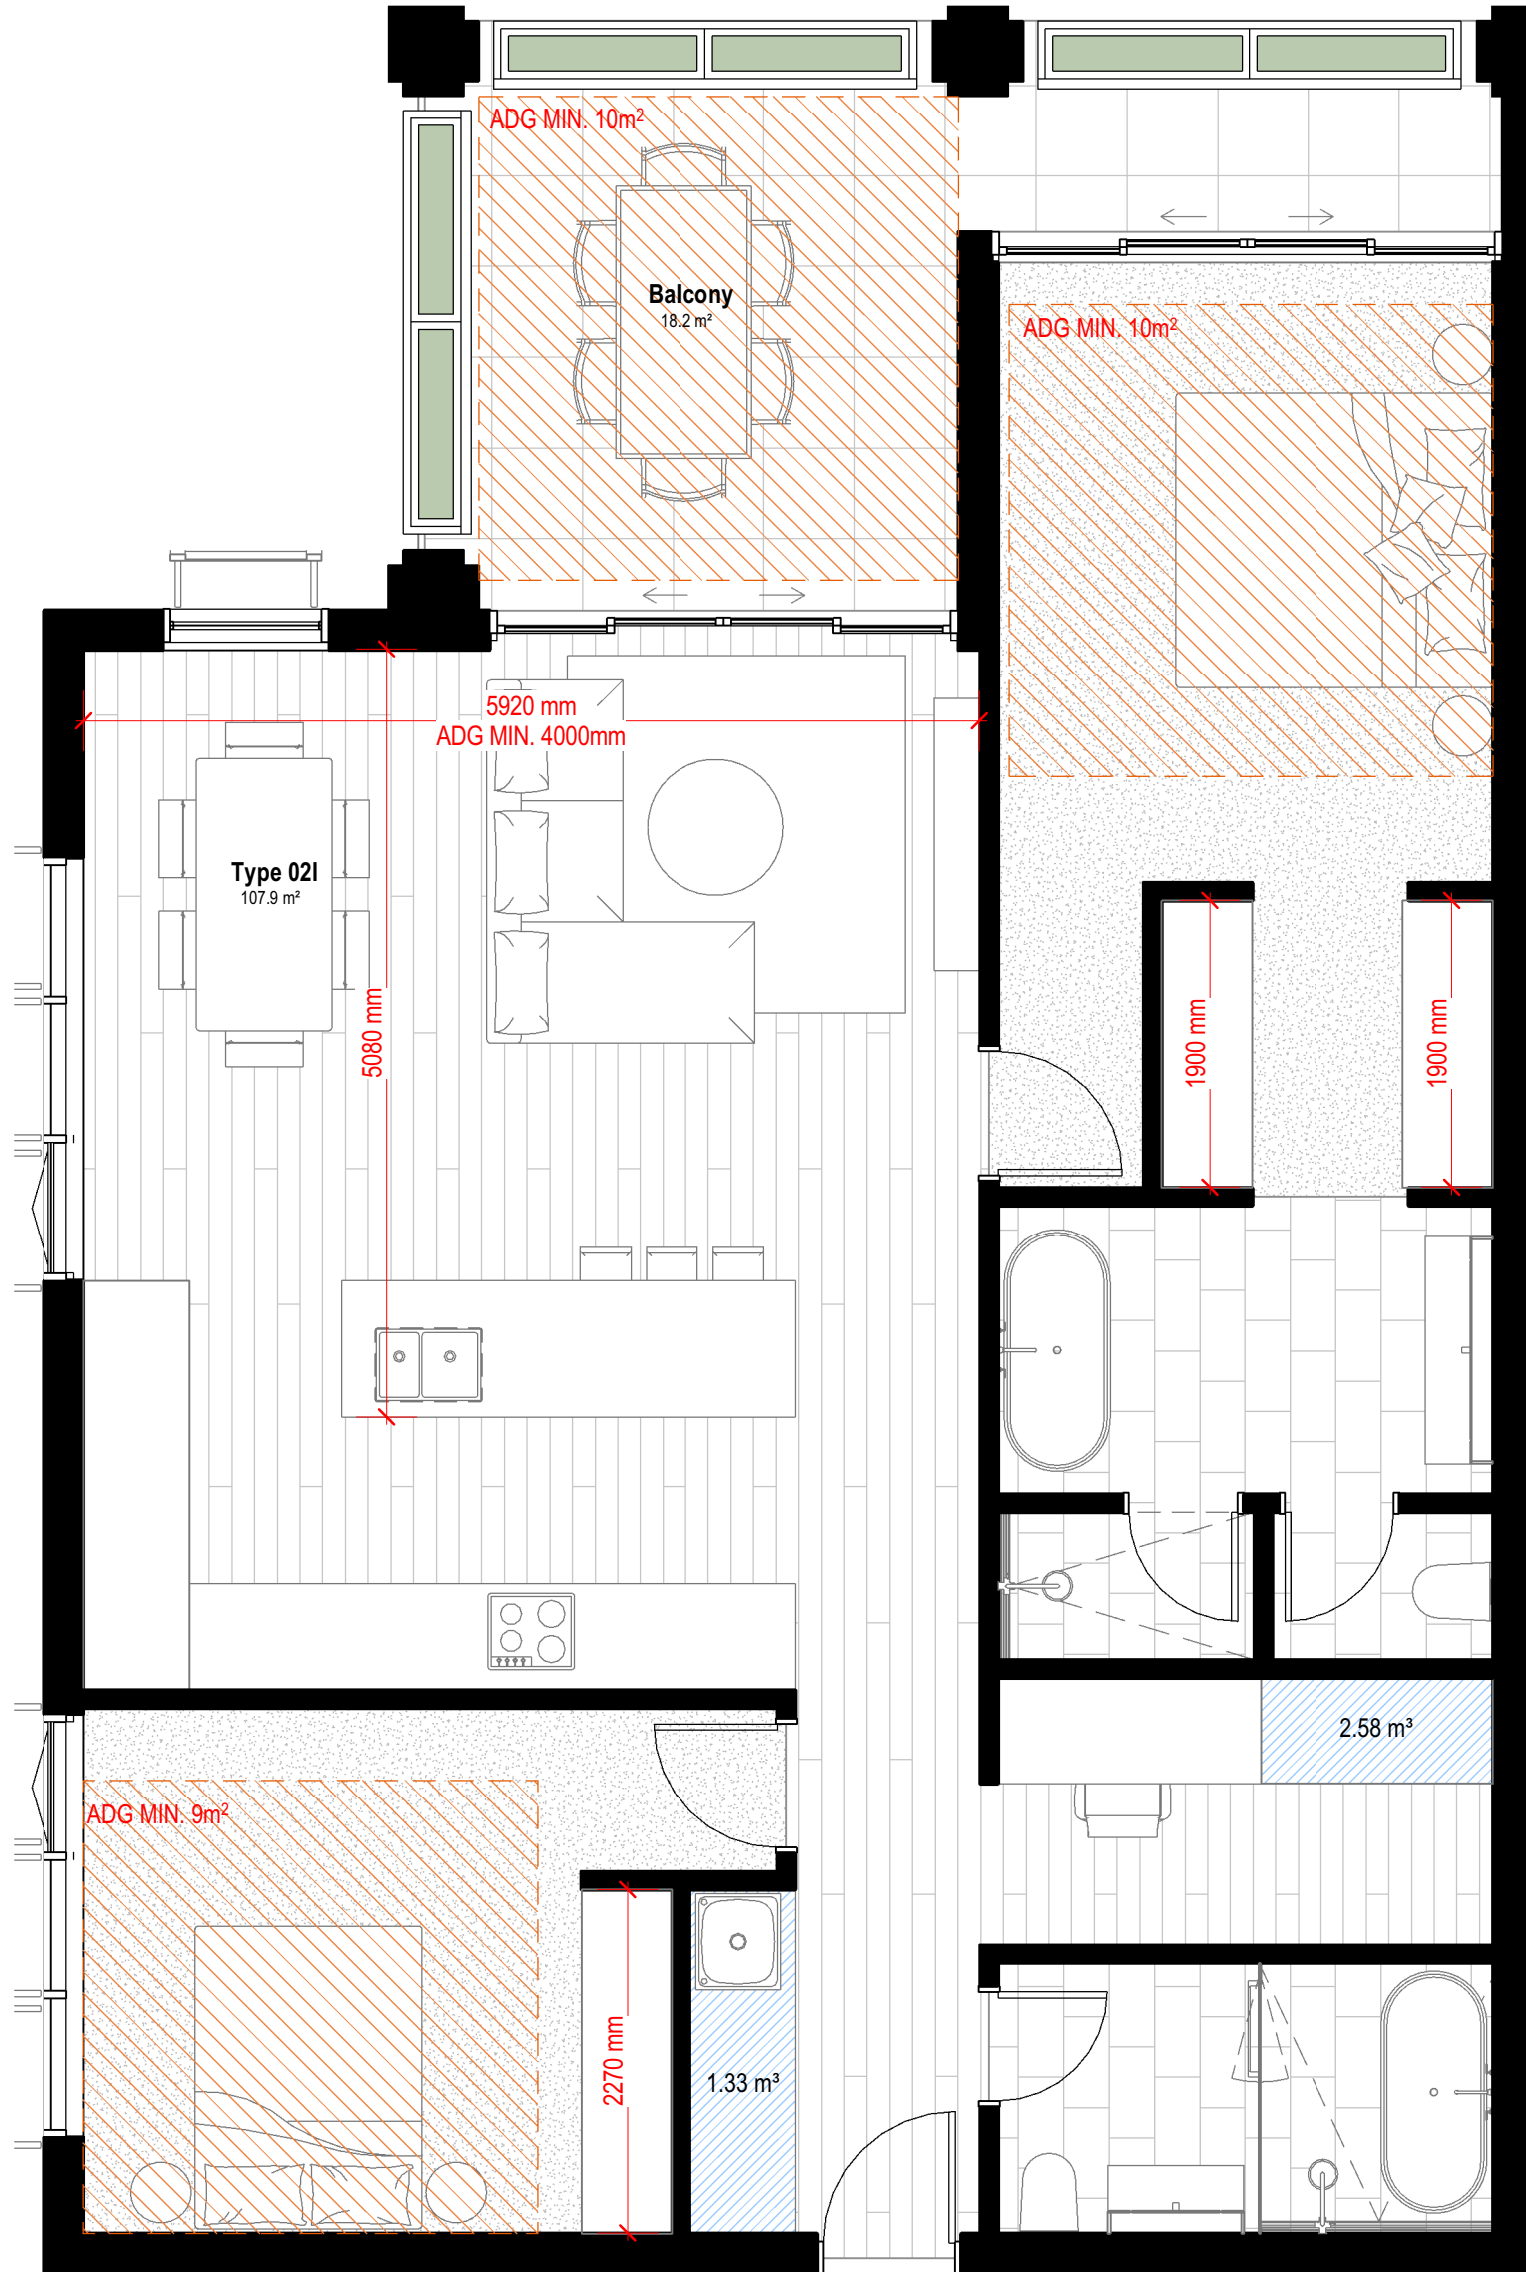 ADG MIN. 10m²
Balcony
18.2 m²
ADG MIN. 10m²
5920 mm
ADG MIN. 4000mm
Type 02I
107.9 m²
5080 mm
1900 mm
1900 mm
2.58 m³
ADG MIN. 9m²
2270 mm
1.33 m³